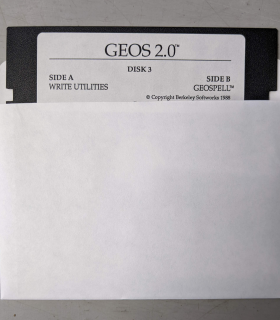 GEOS 2.0™
DISK 3
SIDE A SIDE B
WRITE UTILITIES GEOSPELL™
© Copyright Berkeley Softworks 1988